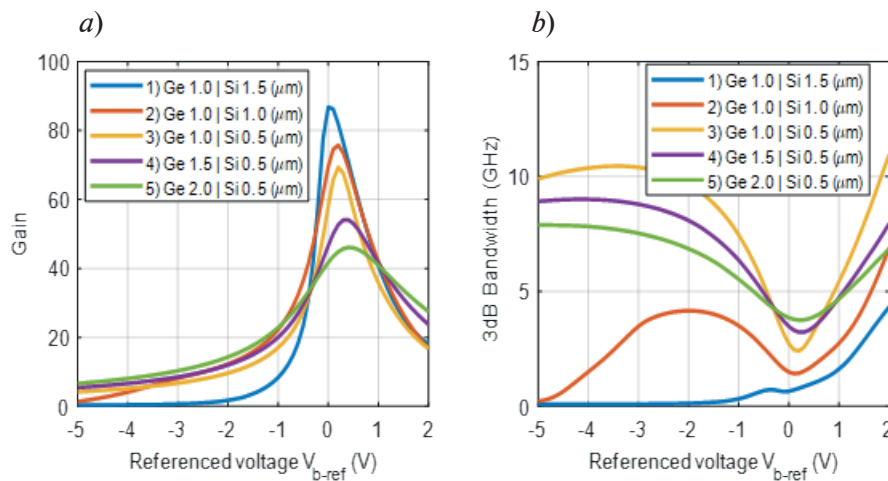 a)
100
80
60
40
20
0
Gain
1) Ge 1.0 | Si 1.5 (μm)
2) Ge 1.0 | Si 1.0 (μm)
3) Ge 1.0 | Si 0.5 (μm)
4) Ge 1.5 | Si 0.5 (μm)
5) Ge 2.0 | Si 0.5 (μm)
-5 -4 -3 -2 -1 0 1 2
Referenced voltage V_b-ref (V)
b)
15
10
5
0
3dB Bandwidth (GHz)
1) Ge 1.0 | Si 1.5 (μm)
2) Ge 1.0 | Si 1.0 (μm)
3) Ge 1.0 | Si 0.5 (μm)
4) Ge 1.5 | Si 0.5 (μm)
5) Ge 2.0 | Si 0.5 (μm)
-5 -4 -3 -2 -1 0 1 2
Referenced voltage V_b-ref (V)